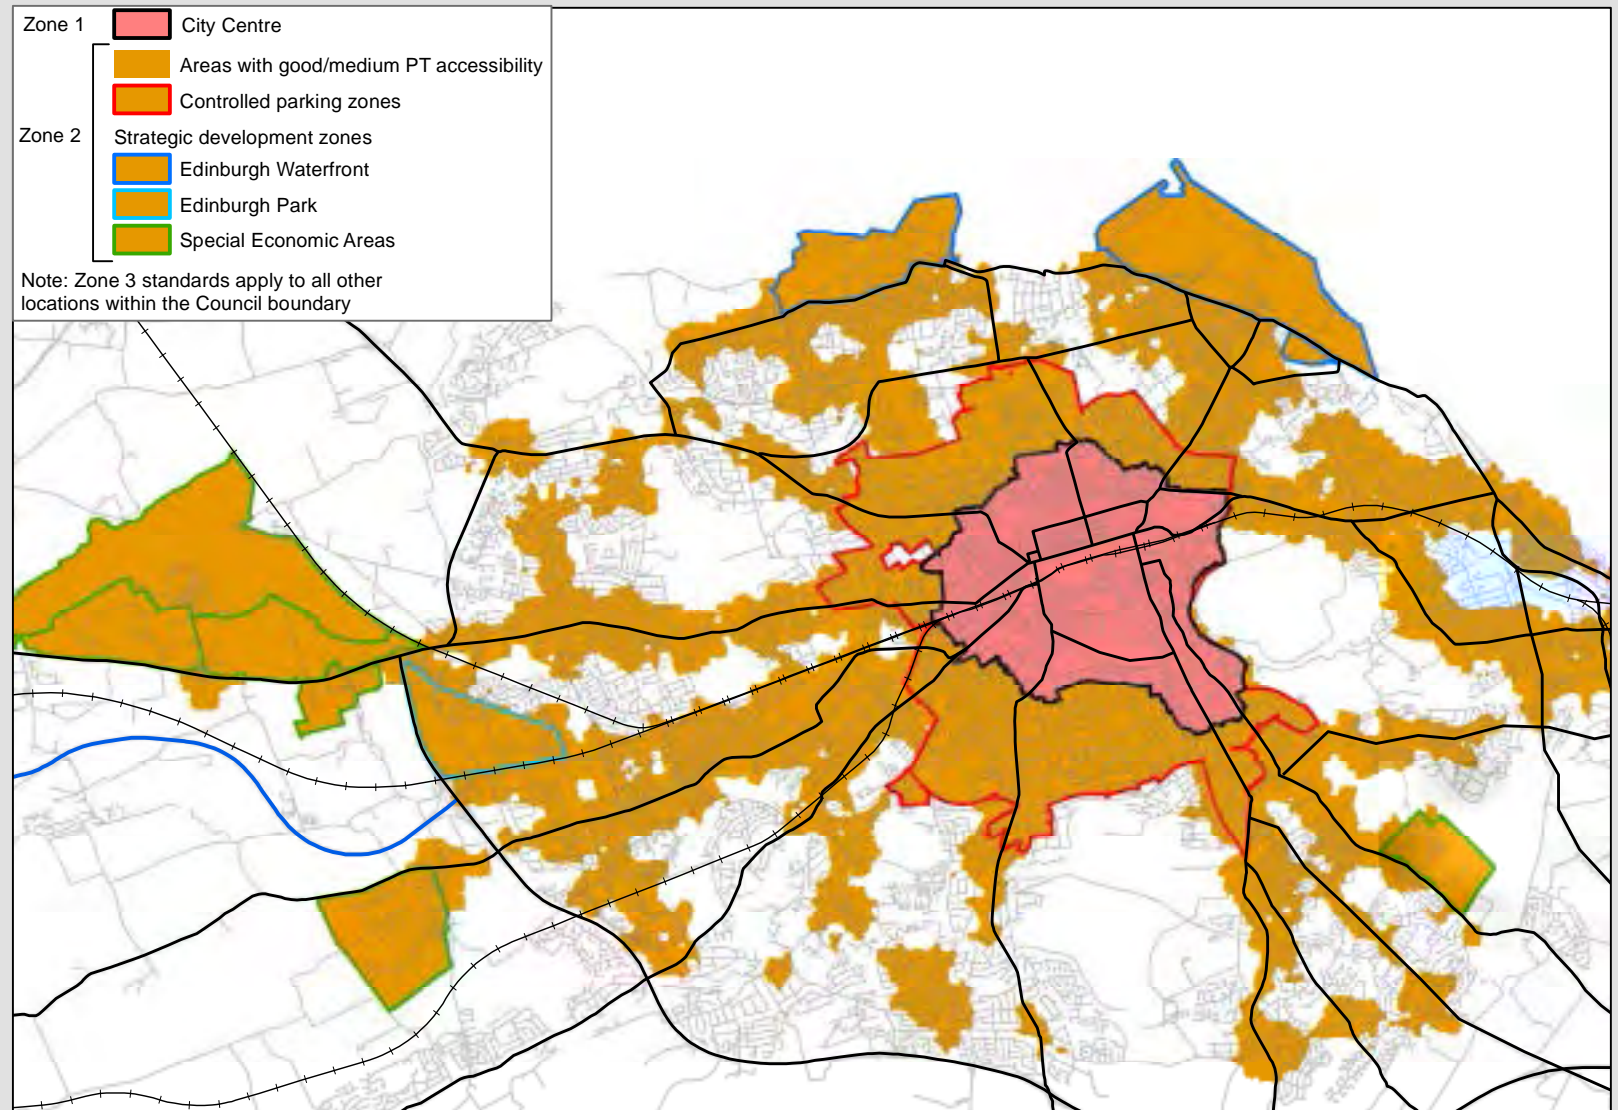 Zone 1
City Centre
Areas with good/medium PT accessibility
Controlled parking zones
Zone 2
Strategic development zones
Edinburgh Waterfront
Edinburgh Park
Special Economic Areas
Note: Zone 3 standards apply to all other
locations within the Council boundary